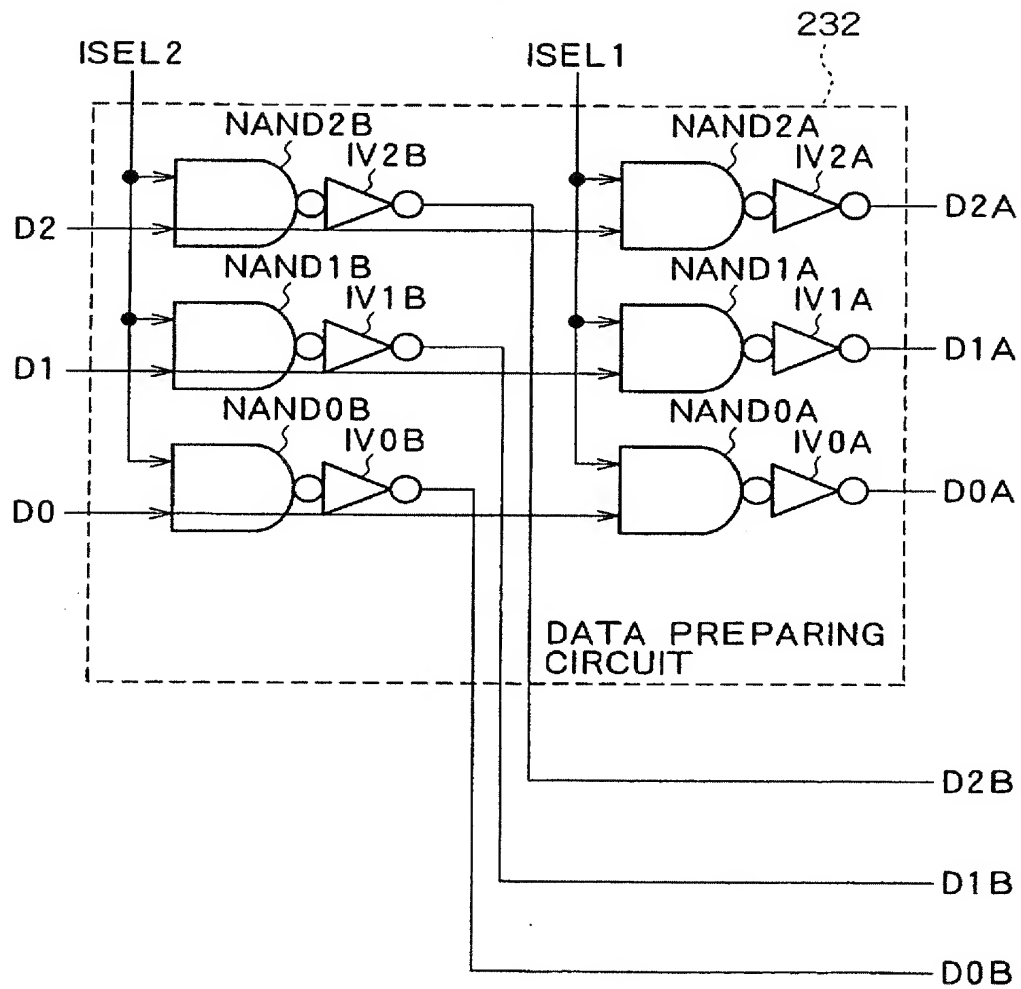 232
ISEL2 ISEL1
NAND2B NAND2A
IV2B IV2A
D2 D2A
NAND1B NAND1A
IV1B IV1A
D1 D1A
NAND0B NAND0A
IV0B IV0A
D0 D0A
DATA PREPARING
CIRCUIT
D2B
D1B
D0B